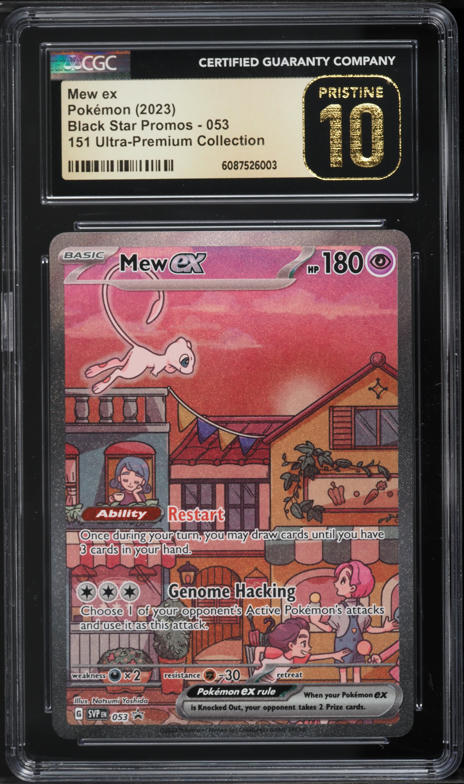 CGC
CERTIFIED GUARANTY COMPANY
Mew ex
Pokémon (2023)
Black Star Promos - 053
151 Ultra-Premium Collection
6087526003
PRISTINE
10
BASIC
Mew ex
HP 180
Ability Restart
Once during your turn, you may draw cards until you have
3 cards in your hand.
Genome Hacking
Choose 1 of your opponent's Active Pokémon's attacks
and use it as this attack.
weakness ×2 resistance -30 retreat
Pokémon ex rule
When your Pokémon ex
is Knocked Out, your opponent takes 2 Prize cards.
Illus. Natsumi Yoshida
G SVP EN 053